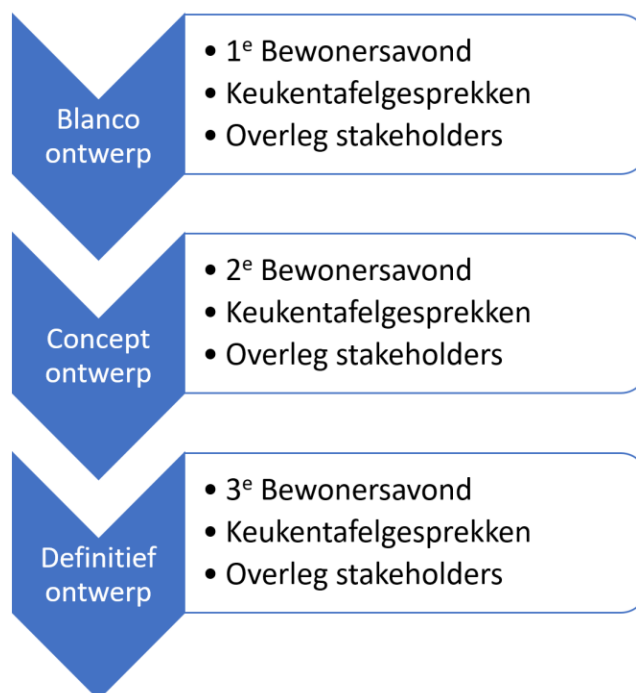 Blanco
ontwerp
• 1e Bewonersavond
• Keukentafelgesprekken
• Overleg stakeholders
Concept
ontwerp
• 2e Bewonersavond
• Keukentafelgesprekken
• Overleg stakeholders
Definitief
ontwerp
• 3e Bewonersavond
• Keukentafelgesprekken
• Overleg stakeholders